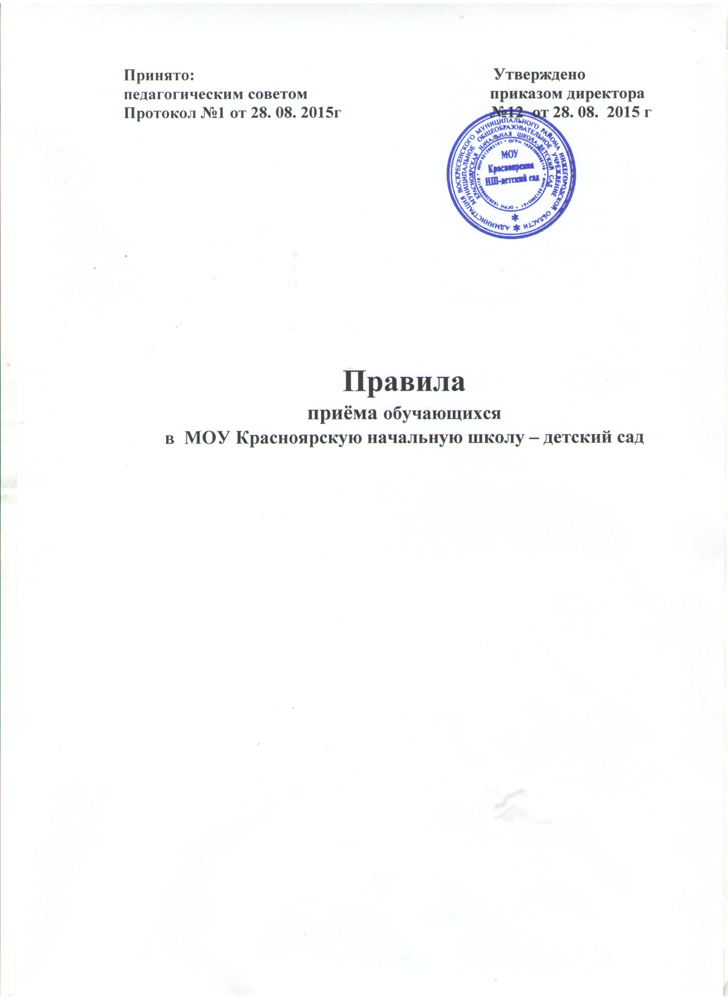 Принято:
педагогическим советом
Протокол №1 от 28. 08. 2015г
Утверждено
приказом директора
№12 от 28. 08. 2015 г
АДМИНИСТРАЦИЯ ВОСКРЕСЕНСКОГО МУНИЦИПАЛЬНОГО РАЙОНА НИЖЕГОРОДСКОЙ ОБЛАСТИ
МУНИЦИПАЛЬНОЕ ОБЩЕОБРАЗОВАТЕЛЬНОЕ УЧРЕЖДЕНИЕ
КРАСНОЯРСКАЯ НАЧАЛЬНАЯ ШКОЛА-ДЕТСКИЙ САД
ИНН 5212003161 * ОГРН
МОУ
Красноярская
НШ-детский сад
Правила
приёма обучающихся
в МОУ Красноярскую начальную школу – детский сад